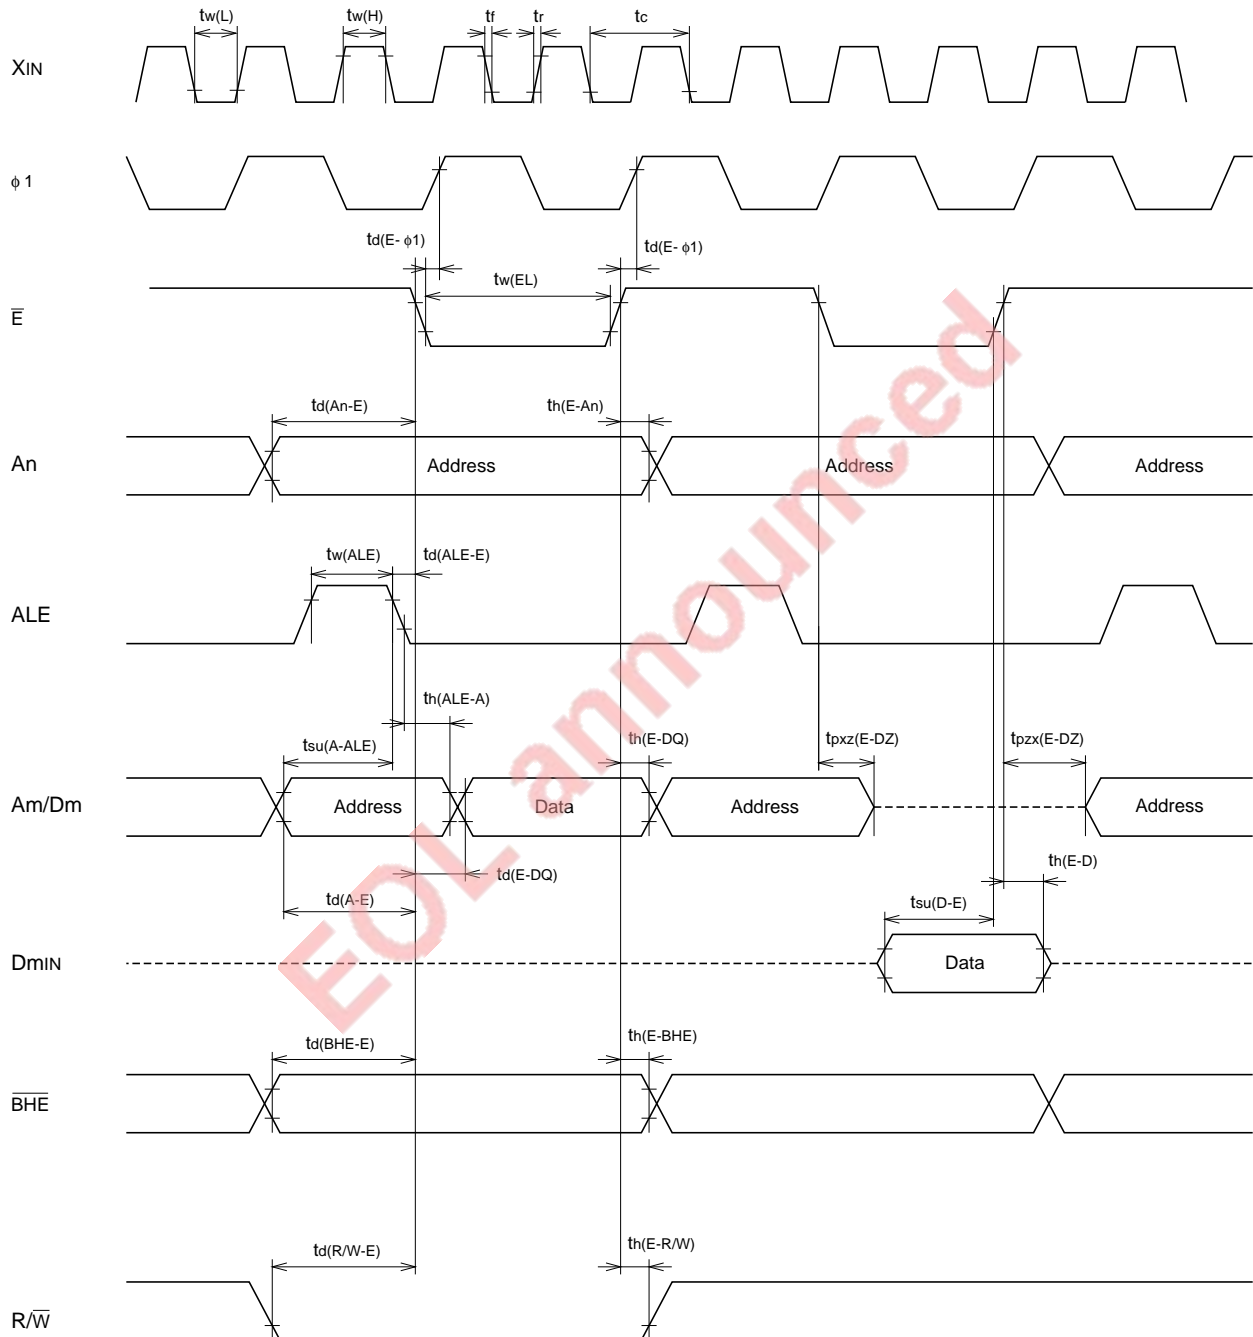 tw(L) tw(H) tf tr tc
XIN
ϕ 1
td(E- ϕ1) td(E- ϕ1)
tw(EL)
E̅
td(An-E) th(E-An)
An Address Address Address
tw(ALE) td(ALE-E)
ALE
th(ALE-A)
tsu(A-ALE) th(E-DQ) tpxz(E-DZ) tpzx(E-DZ)
Am/Dm Address Data Address Address
td(E-DQ) th(E-D)
td(A-E) tsu(D-E)
DmIN Data
td(BHE-E) th(E-BHE)
B̅H̅E̅
td(R/W-E) th(E-R/W)
R/W̅
EOL announced